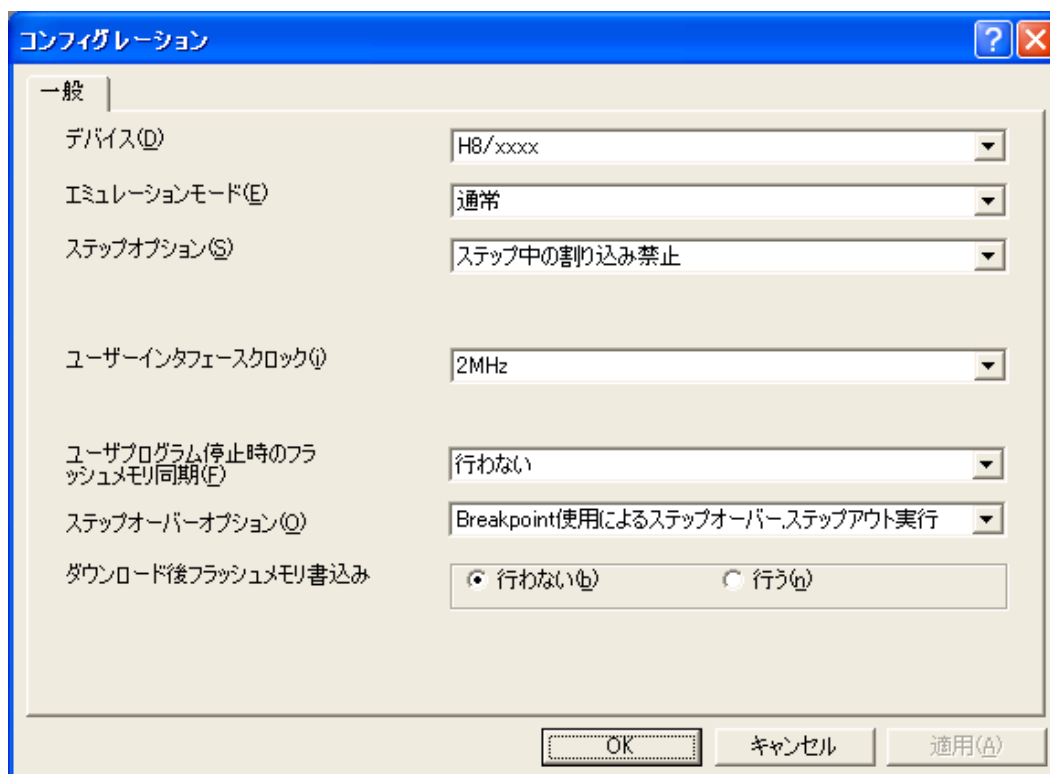 コンフィグレーション
一般
デバイス(D)
H8/xxxx
エミュレーションモード(E)
通常
ステップオプション(S)
ステップ中の割り込み禁止
ユーザーインタフェースクロック(i)
2MHz
ユーザプログラム停止時のフラ
ッシュメモリ同期(F)
行わない
ステップオーバーオプション(O)
Breakpoint使用によるステップオーバー,ステップアウト実行
ダウンロード後フラッシュメモリ書込み
行わない(b) 行う(n)
OK キャンセル 適用(A)